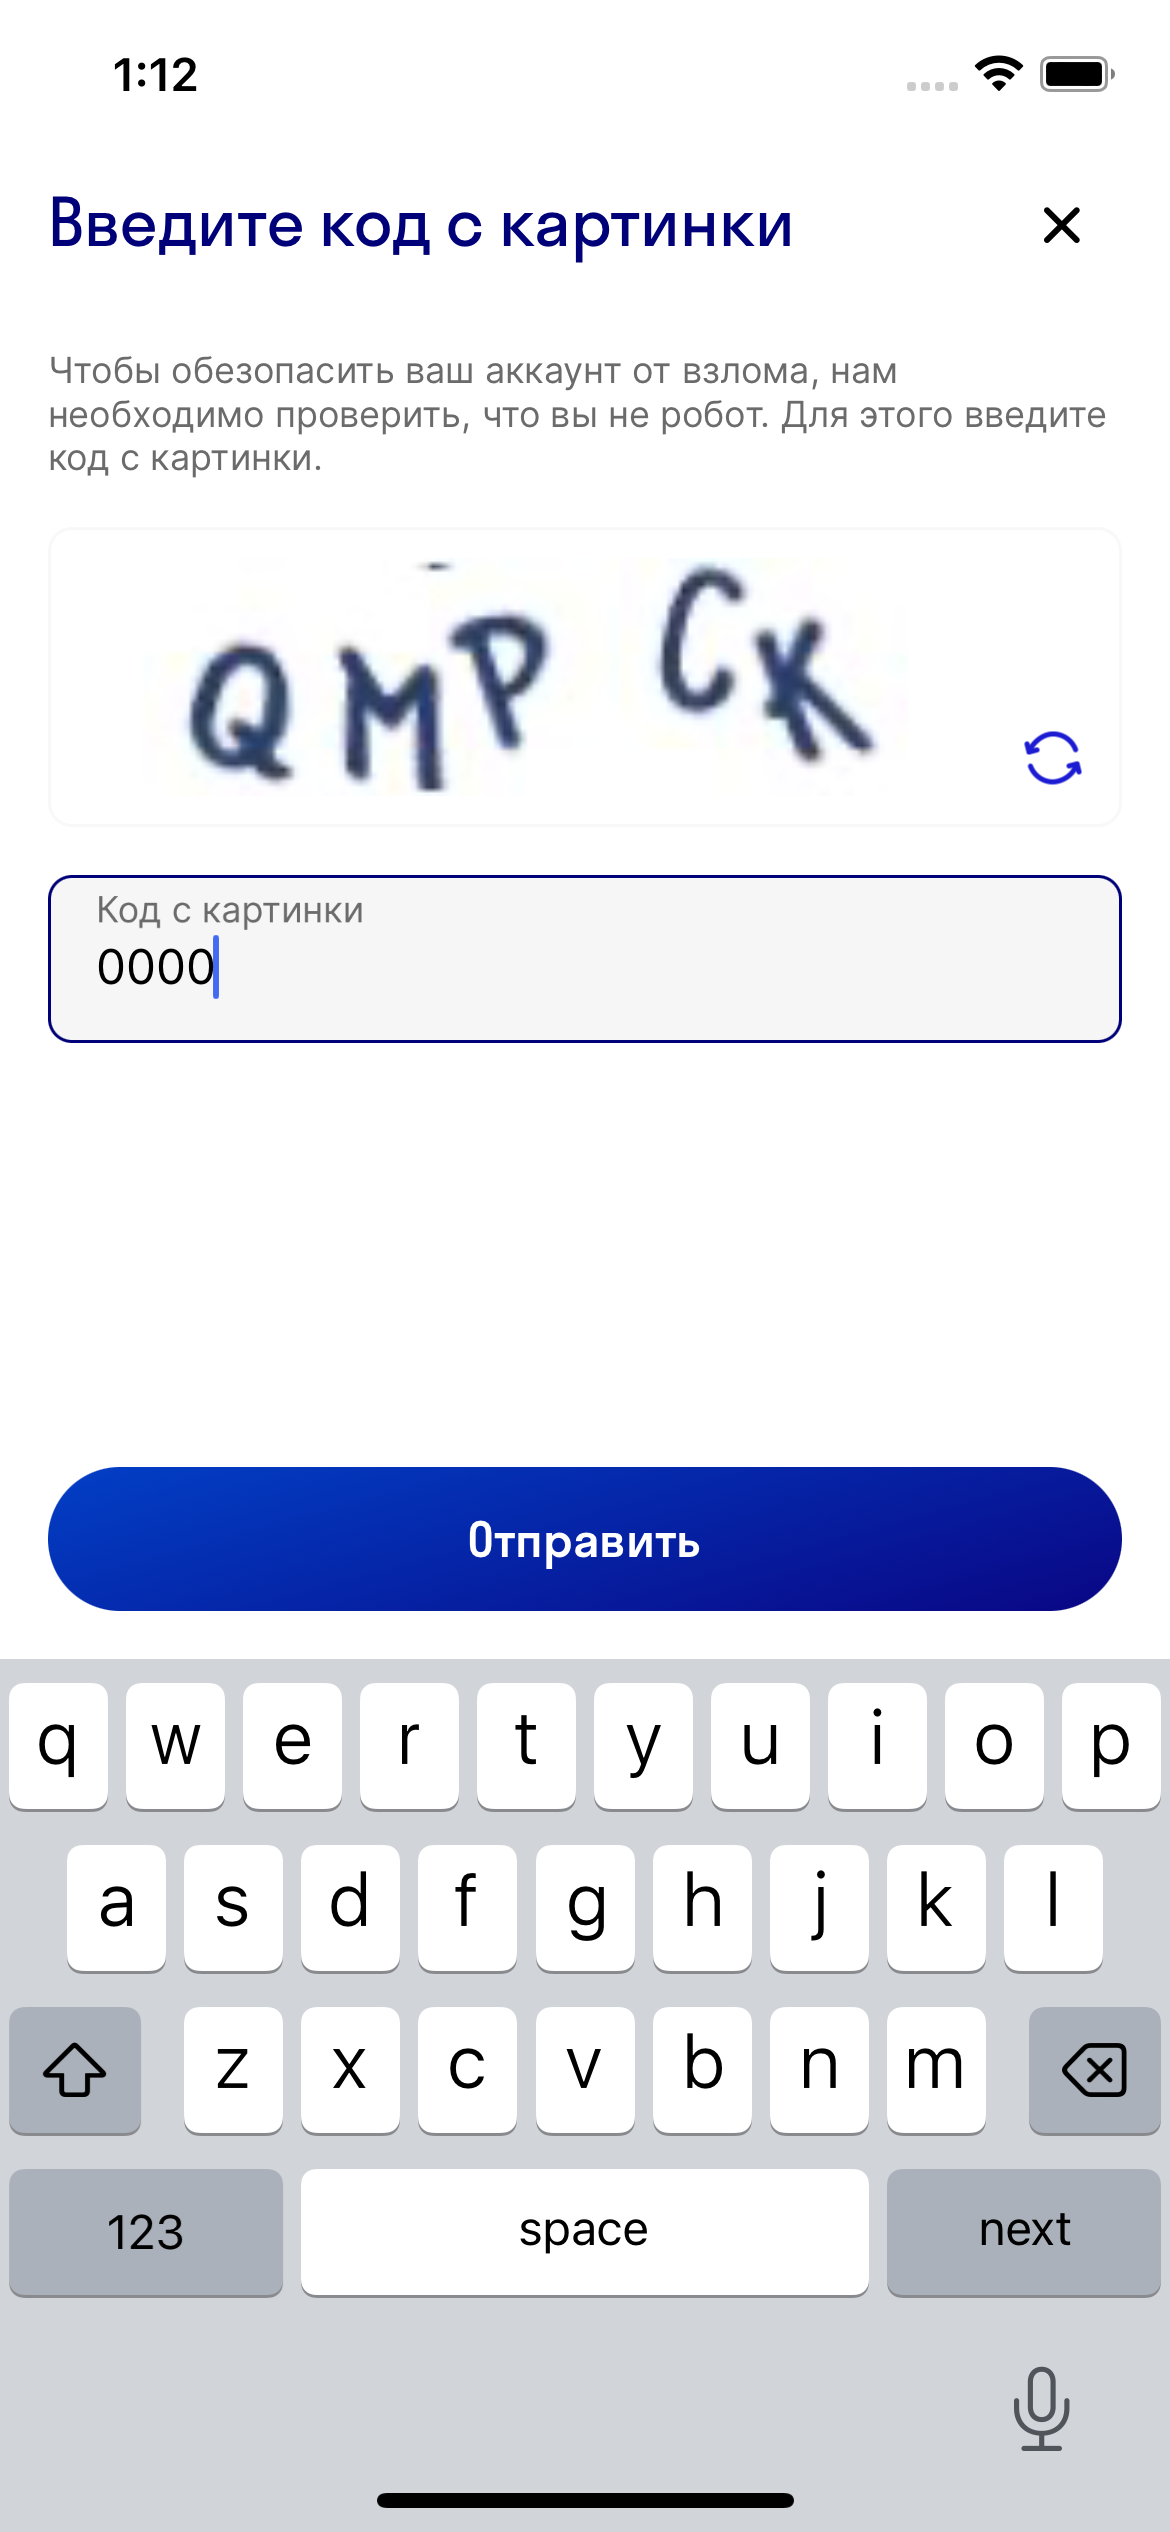 1:12
Введите код с картинки
Чтобы обезопасить ваш аккаунт от взлома, нам
необходимо проверить, что вы не робот. Для этого введите
код с картинки.
QMP CK
Код с картинки
0000
Отправить
q w e r t y u i o p
a s d f g h j k l
z x c v b n m
123 space next